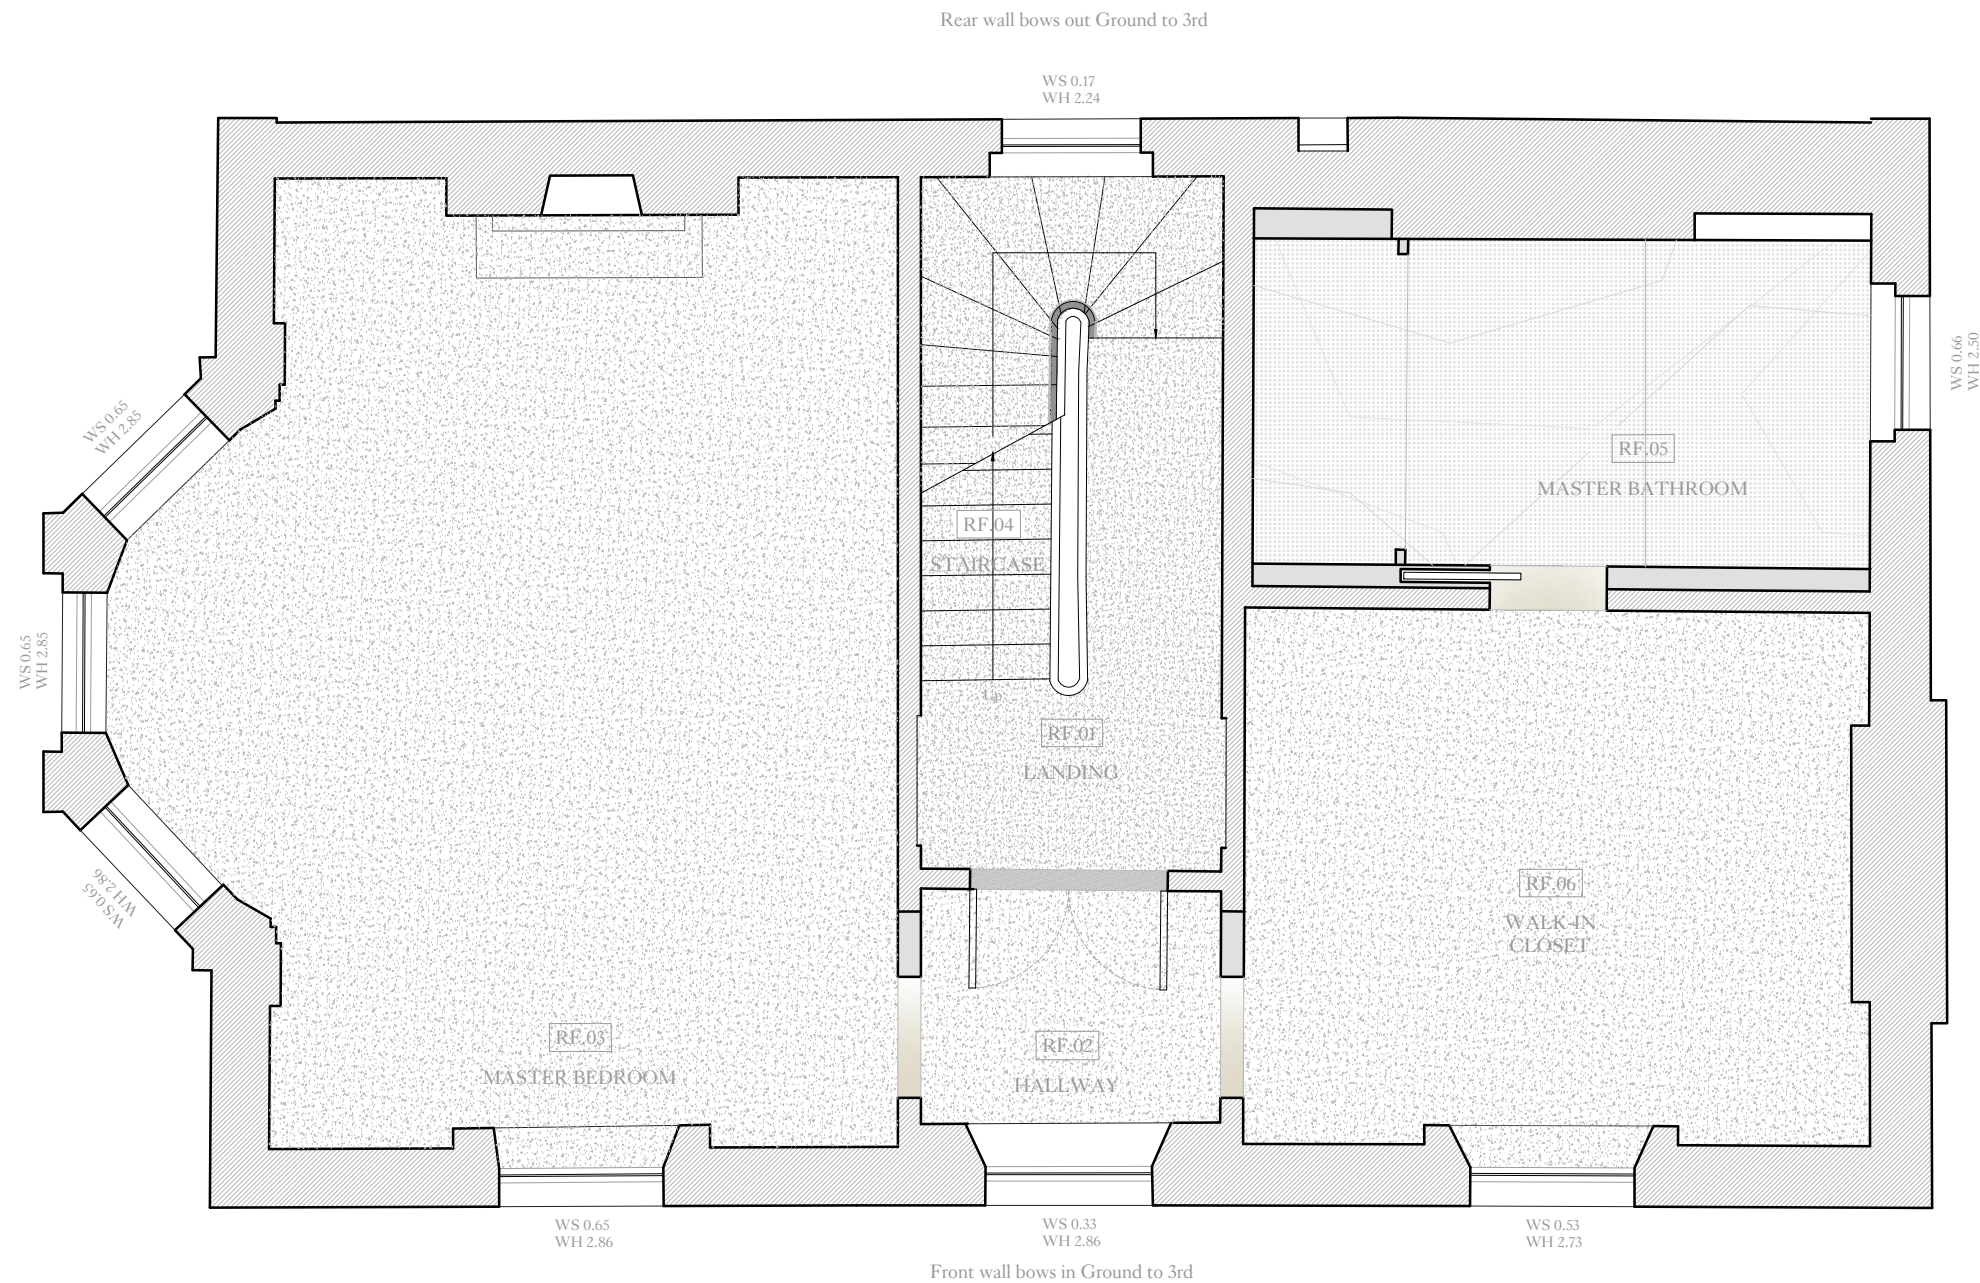 Rear wall bows out Ground to 3rd
WS 0.17
WH 2.24
WS 0.66
WH 2.50
WS 0.65
WH 2.85
RF.05
MASTER BATHROOM
RF.04
STAIRCASE
WS 0.65
WH 2.85
Up
RF.01
LANDING
RF.06
WALK-IN
CLOSET
WS 0.65
WH 2.86
RF.03
MASTER BEDROOM
RF.02
HALLWAY
WS 0.65
WH 2.86
WS 0.33
WH 2.86
WS 0.53
WH 2.73
Front wall bows in Ground to 3rd